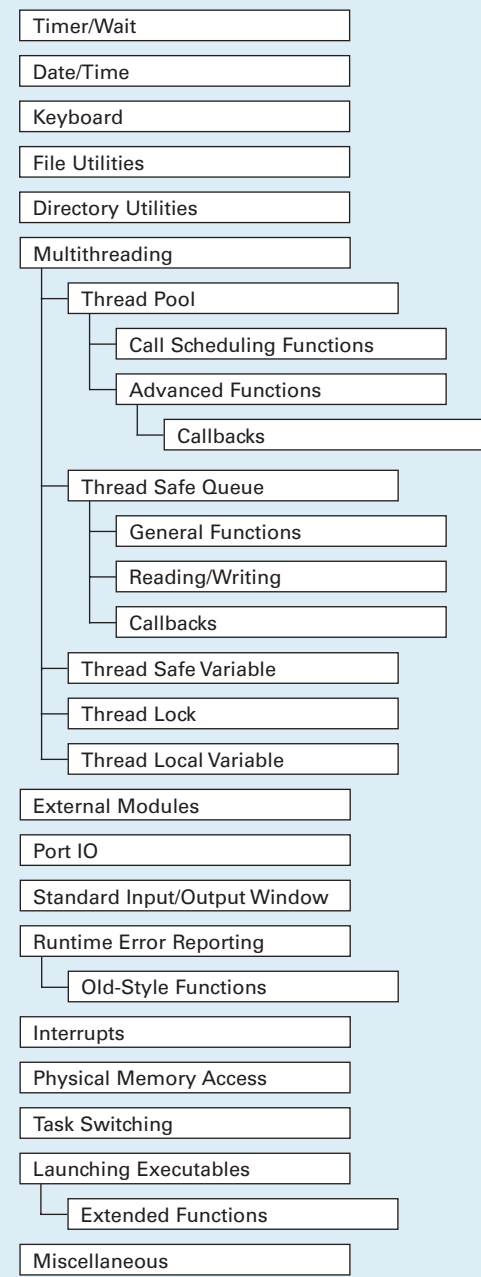 Timer/Wait
Date/Time
Keyboard
File Utilities
Directory Utilities
Multithreading
Thread Pool
Call Scheduling Functions
Advanced Functions
Callbacks
Thread Safe Queue
General Functions
Reading/Writing
Callbacks
Thread Safe Variable
Thread Lock
Thread Local Variable
External Modules
Port IO
Standard Input/Output Window
Runtime Error Reporting
Old-Style Functions
Interrupts
Physical Memory Access
Task Switching
Launching Executables
Extended Functions
Miscellaneous